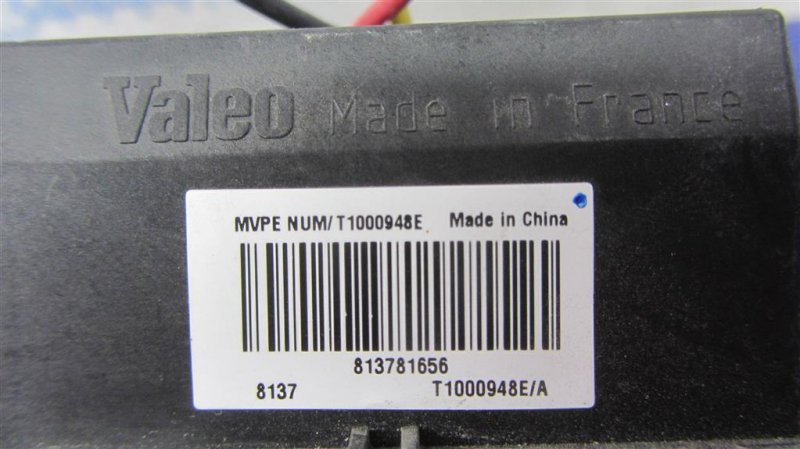 Valeo Made in France
MVPE NUM/T1000948E Made in China
813781656
8137 T1000948E/A